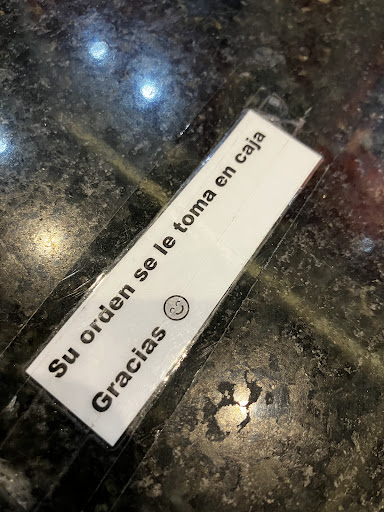 Su orden se le toma en caja
Gracias ☺